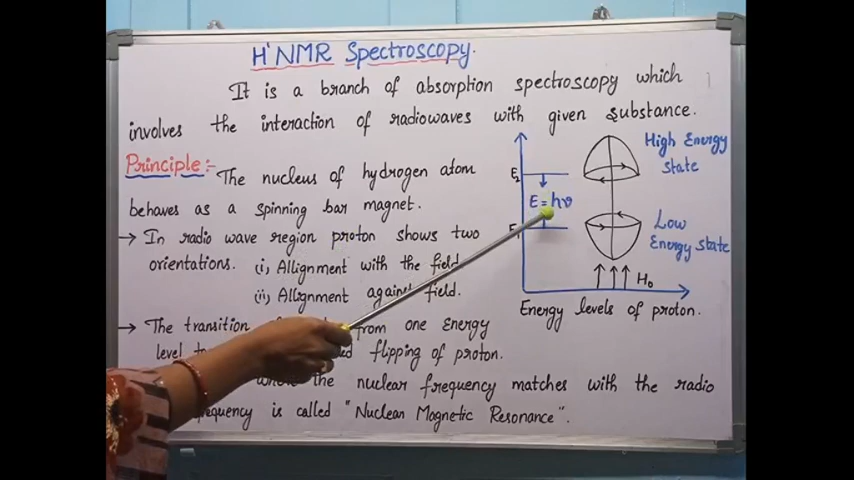 H' NMR Spectroscopy.
It is a branch of absorption spectroscopy which
involves the interaction of radiowaves with given substance.
Principle :-
The nucleus of hydrogen atom
behaves as a spinning bar magnet.
→ In radio wave region proton shows two
orientations. (i) Allignment with the field
(ii) Allignment against field.
→ The transition from one energy
level flipping of proton.
the nuclear frequency matches with the radio
frequency is called "Nuclear Magnetic Resonance".
E₂
E = hν
E₁
High Energy
State
Low
Energy state
H₀
Energy levels of proton.